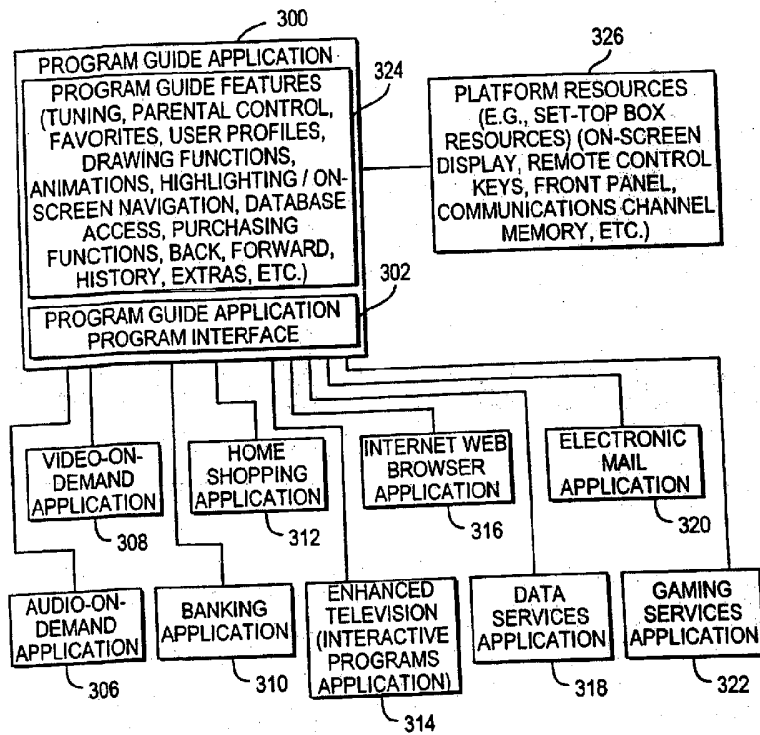 300
PROGRAM GUIDE APPLICATION
PROGRAM GUIDE FEATURES
(TUNING, PARENTAL CONTROL,
FAVORITES, USER PROFILES,
DRAWING FUNCTIONS,
ANIMATIONS, HIGHLIGHTING / ON-
SCREEN NAVIGATION, DATABASE
ACCESS, PURCHASING
FUNCTIONS, BACK, FORWARD,
HISTORY, EXTRAS, ETC.)
324
326
PLATFORM RESOURCES
(E.G., SET-TOP BOX
RESOURCES) (ON-SCREEN
DISPLAY, REMOTE CONTROL
KEYS, FRONT PANEL,
COMMUNICATIONS CHANNEL
MEMORY, ETC.)
302
PROGRAM GUIDE APPLICATION
PROGRAM INTERFACE
VIDEO-ON-
DEMAND
APPLICATION
308
HOME
SHOPPING
APPLICATION
312
INTERNET WEB
BROWSER
APPLICATION
316
ELECTRONIC
MAIL
APPLICATION
320
AUDIO-ON-
DEMAND
APPLICATION
306
BANKING
APPLICATION
310
ENHANCED
TELEVISION
(INTERACTIVE
PROGRAMS
APPLICATION)
314
DATA
SERVICES
APPLICATION
318
GAMING
SERVICES
APPLICATION
322